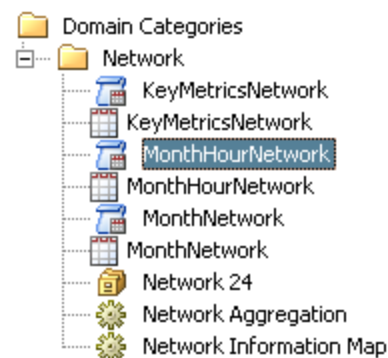 Domain Categories
Network
KeyMetricsNetwork
KeyMetricsNetwork
MonthHourNetwork
MonthHourNetwork
MonthNetwork
MonthNetwork
Network 24
Network Aggregation
Network Information Map